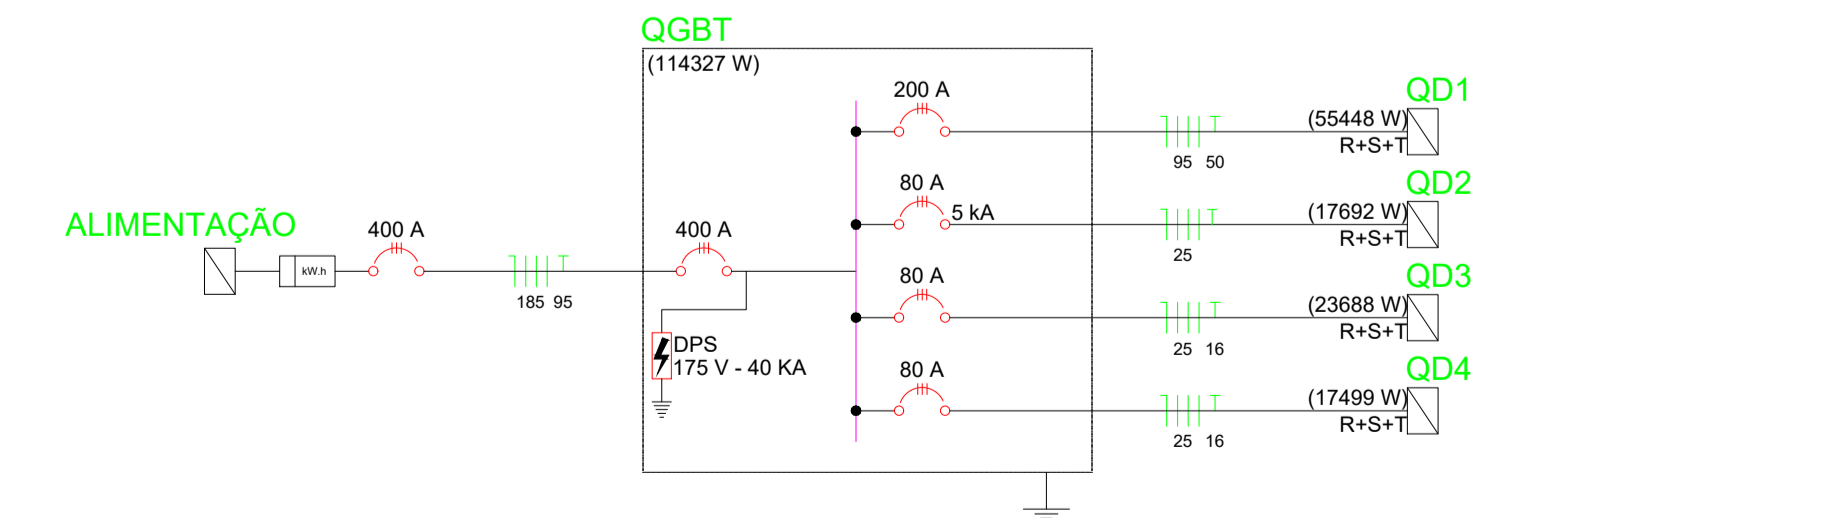 QGBT
(114327 W)
ALIMENTAÇÃO
kW.h
400 A
185 95
400 A
DPS
175 V - 40 KA
200 A
95 50
(55448 W)
R+S+T
QD1
80 A
5 kA
25
(17692 W)
R+S+T
QD2
80 A
25 16
(23688 W)
R+S+T
QD3
80 A
25 16
(17499 W)
R+S+T
QD4